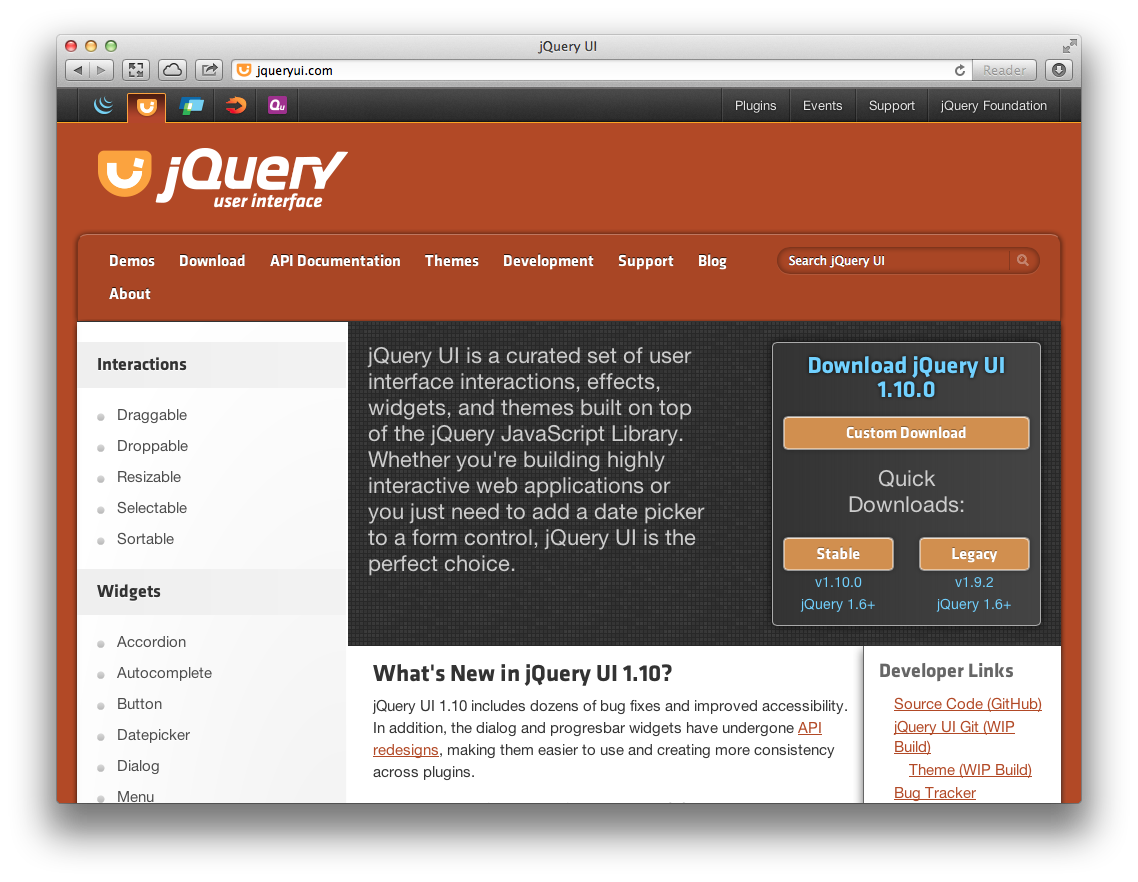 jQuery UI
jqueryui.com
Reader
Qu
Plugins
Events
Support
jQuery Foundation
jQuery
user interface
Demos
Download
API Documentation
Themes
Development
Support
Blog
Search jQuery UI
About
Interactions
Draggable
Droppable
Resizable
Selectable
Sortable
Widgets
Accordion
Autocomplete
Button
Datepicker
Dialog
Menu
jQuery UI is a curated set of user
interface interactions, effects,
widgets, and themes built on top
of the jQuery JavaScript Library.
Whether you're building highly
interactive web applications or
you just need to add a date picker
to a form control, jQuery UI is the
perfect choice.
Download jQuery UI
1.10.0
Custom Download
Quick
Downloads:
Stable
v1.10.0
jQuery 1.6+
Legacy
v1.9.2
jQuery 1.6+
What's New in jQuery UI 1.10?
jQuery UI 1.10 includes dozens of bug fixes and improved accessibility.
In addition, the dialog and progresbar widgets have undergone API
redesigns, making them easier to use and creating more consistency
across plugins.
Developer Links
Source Code (GitHub)
jQuery UI Git (WIP
Build)
Theme (WIP Build)
Bug Tracker